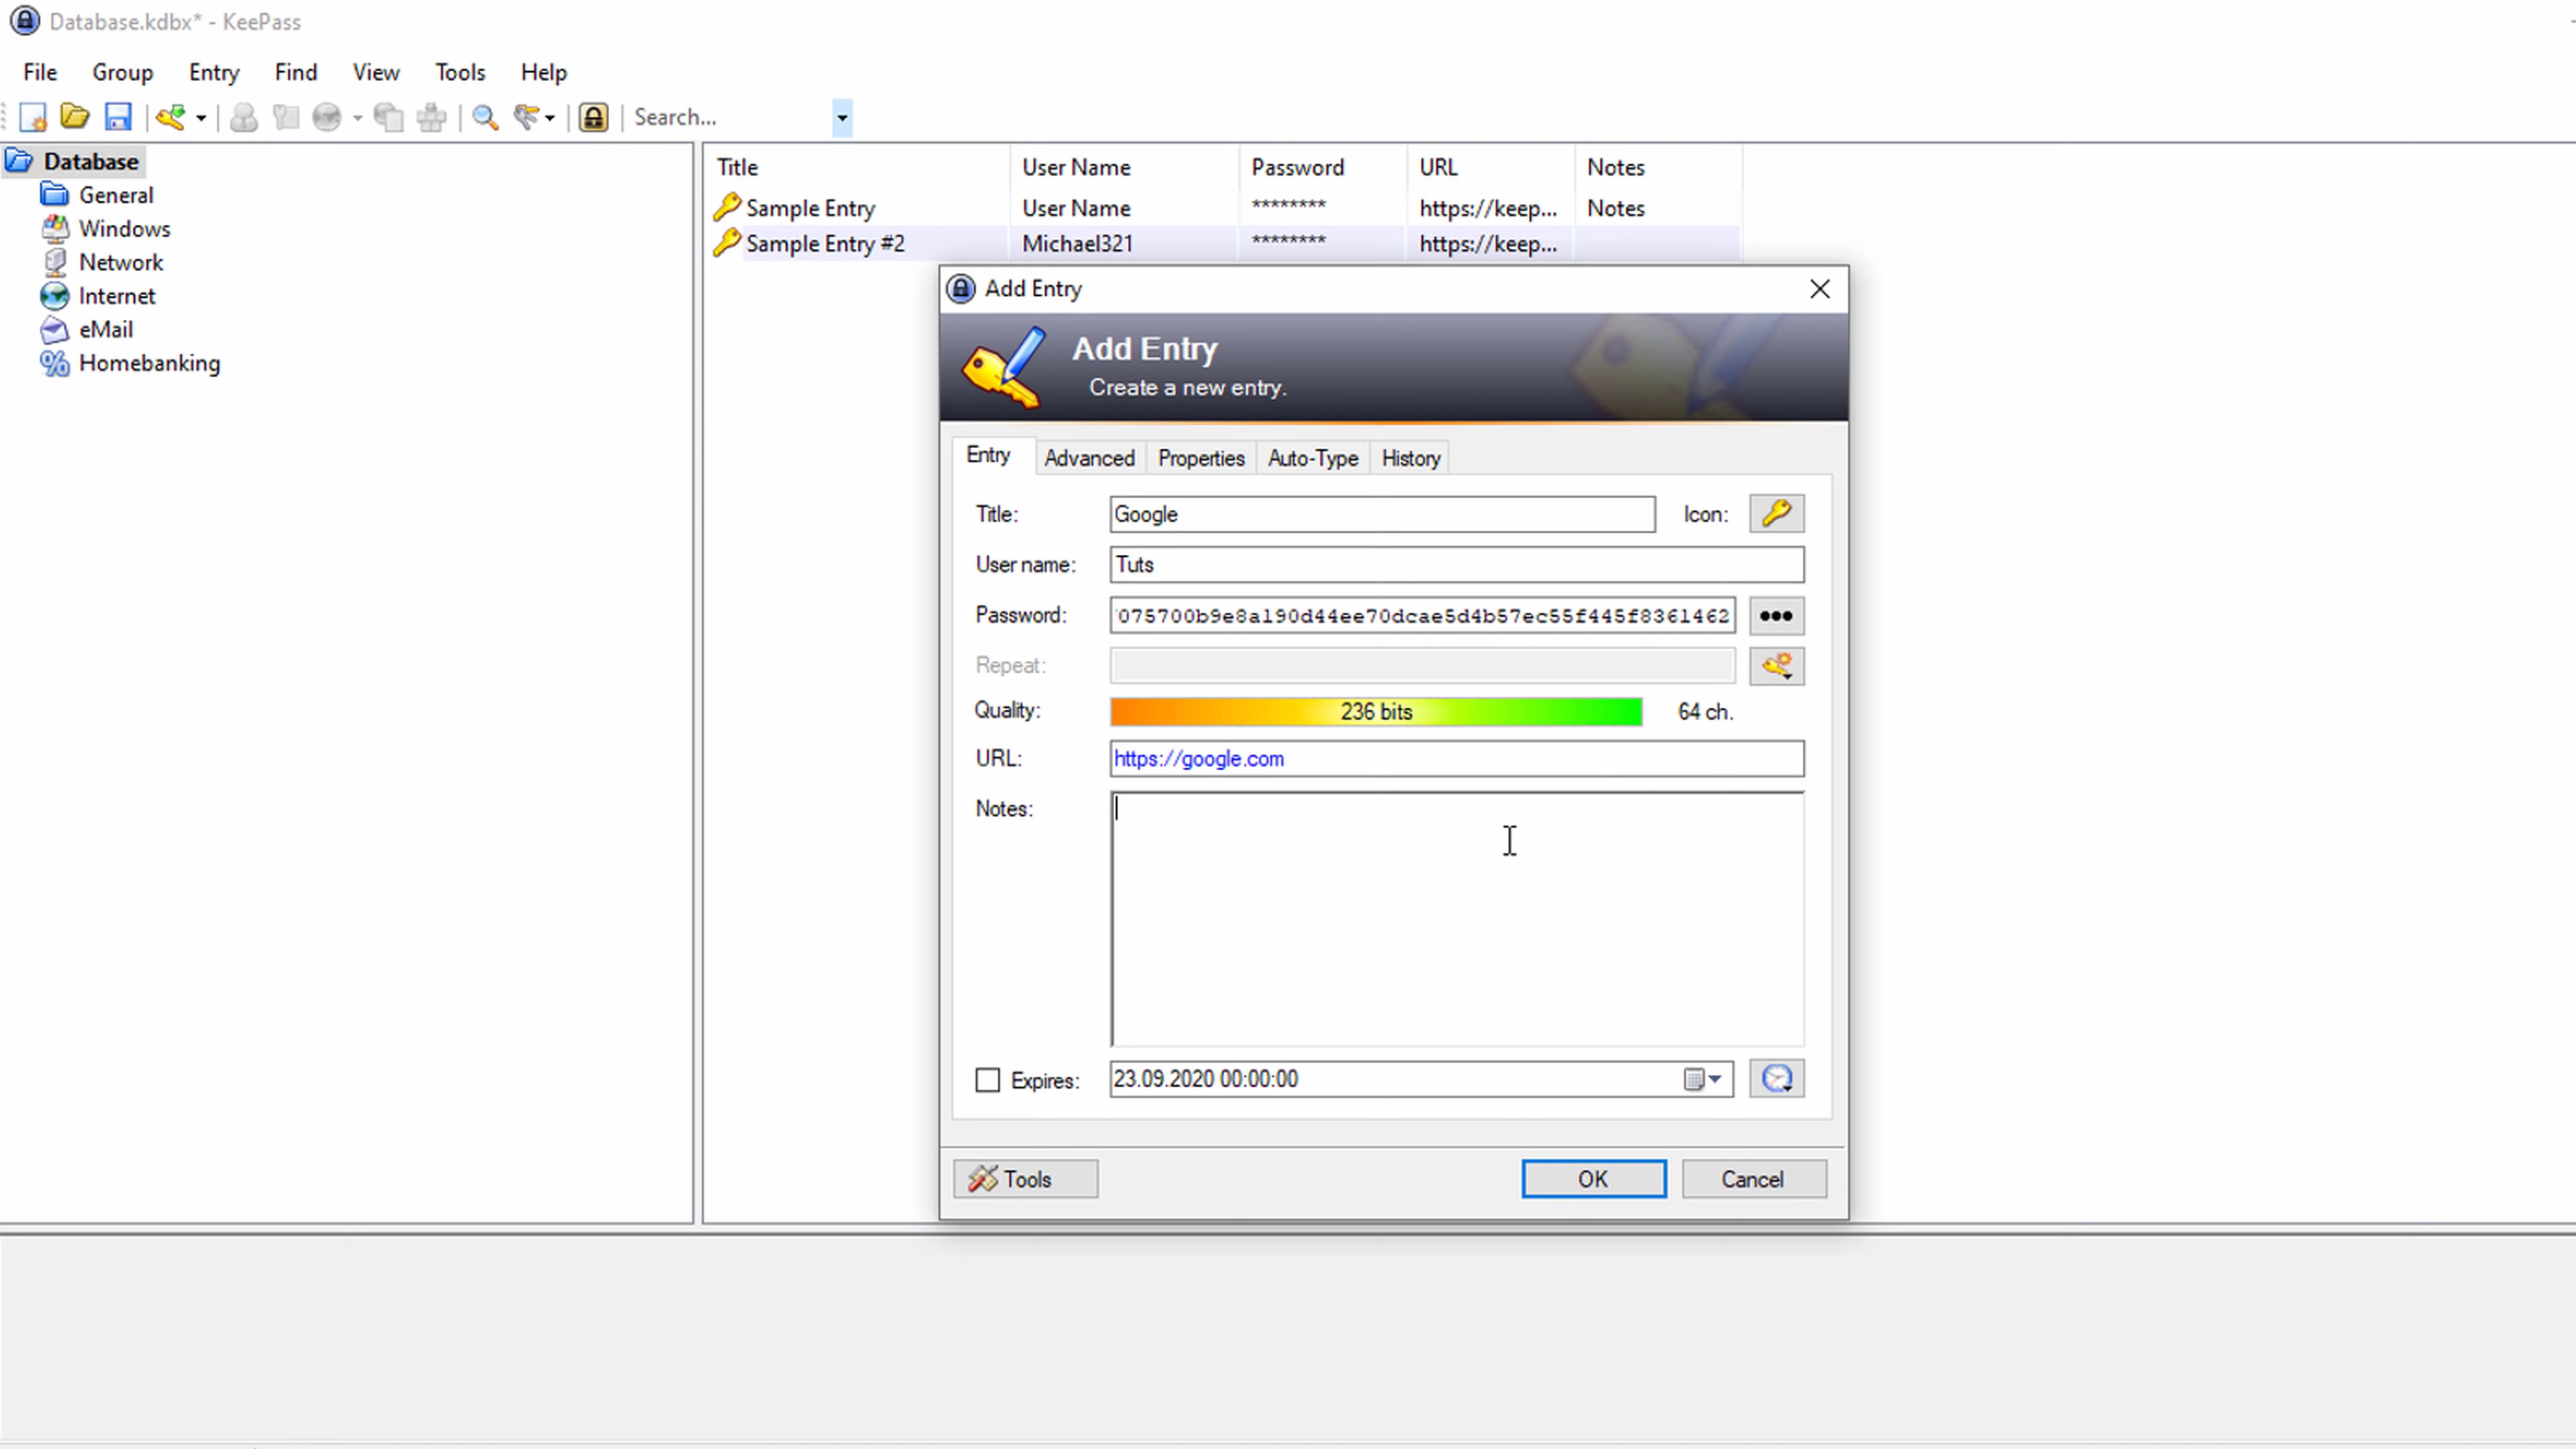 Database.kdbx* - KeePass
File Group Entry Find View Tools Help
Search...
Database
General
Windows
Network
Internet
eMail
Homebanking
Title User Name Password URL Notes
Sample Entry User Name ******** https://keep... Notes
Sample Entry #2 Michael321 ******** https://keep...
Add Entry
Add Entry
Create a new entry.
Entry Advanced Properties Auto-Type History
Title: Google Icon:
User name: Tuts
Password: 075700b9e8a190d44ee70dcae5d4b57ec55f445f8361462
Repeat:
Quality: 236 bits 64 ch.
URL: https://google.com
Notes:
Expires: 23.09.2020 00:00:00
Tools OK Cancel